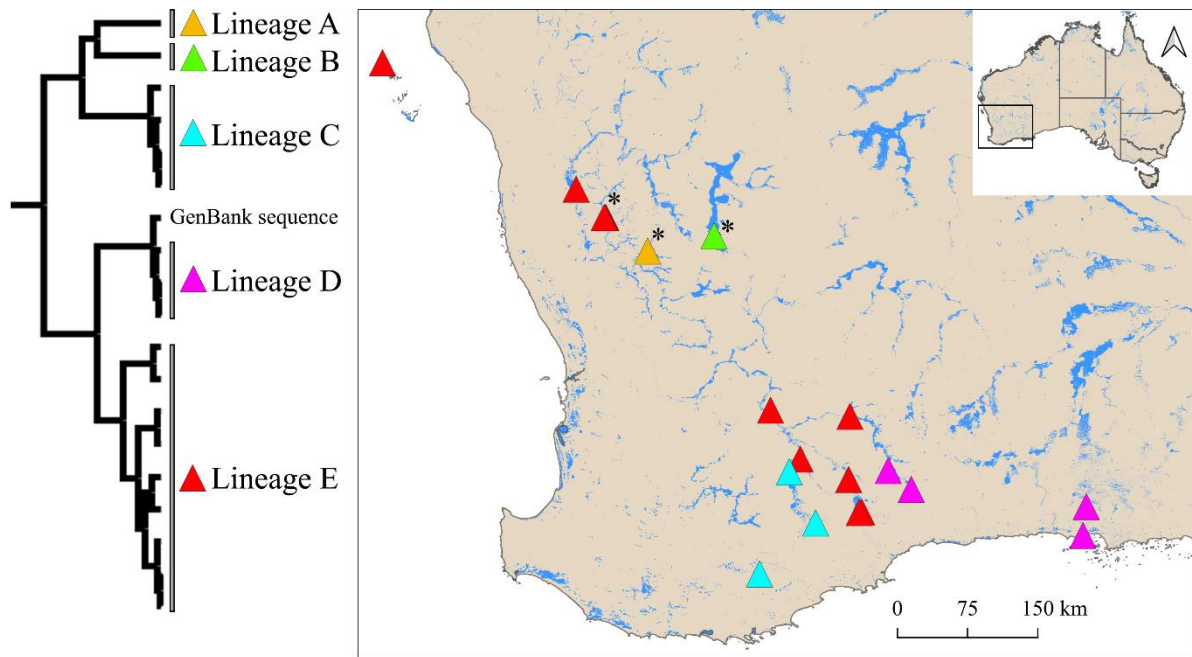 Lineage A
Lineage B
Lineage C
GenBank sequence
Lineage D
Lineage E
*
*
*
0 75 150 km